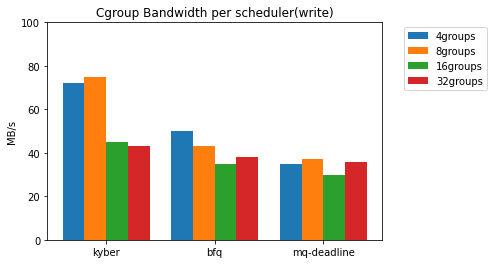 Cgroup Bandwidth per scheduler(write)
100
80
60
40
20
0
MB/s
kyber
bfq
mq-deadline
4groups
8groups
16groups
32groups